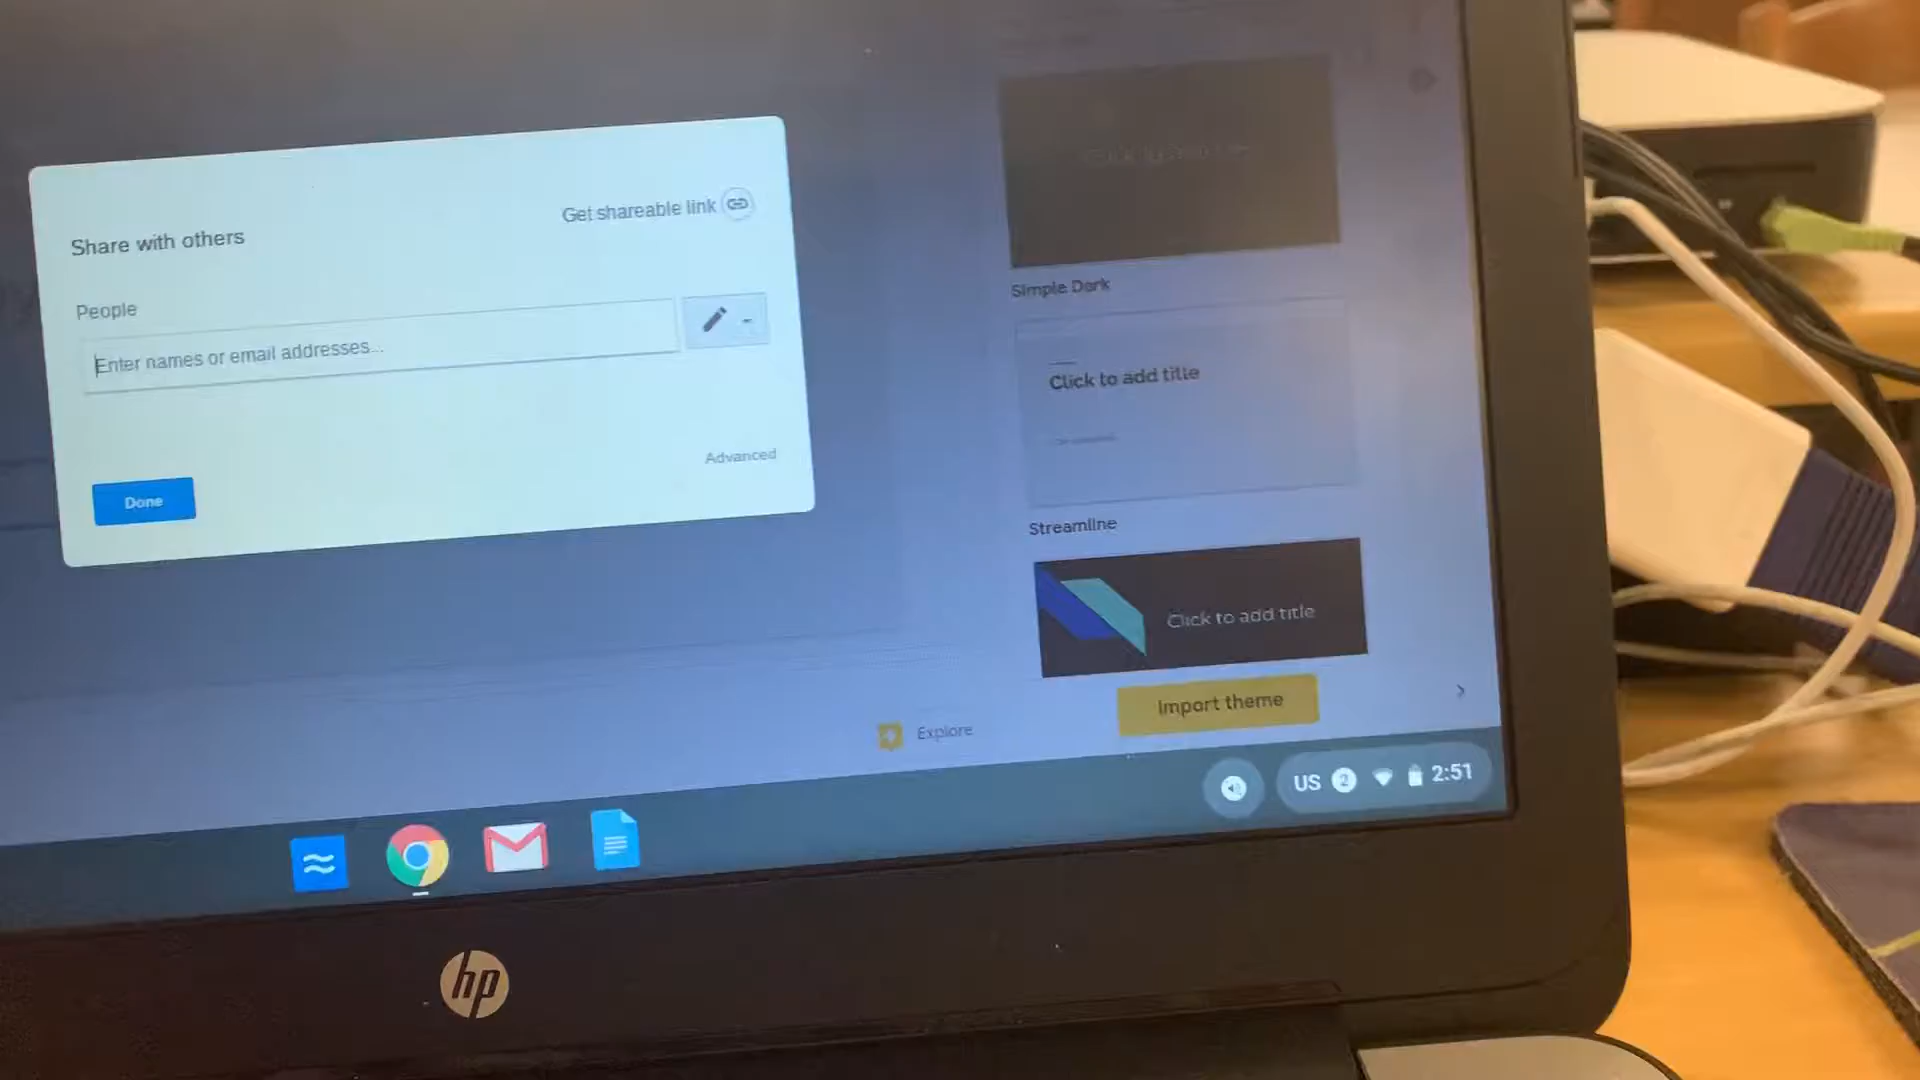 Get shareable link
Share with others
People
Enter names or email addresses...
Advanced
Done
Simple Dark
Click to add title
Streamline
Click to add title
Import theme
Explore
US 2 2:51
hp